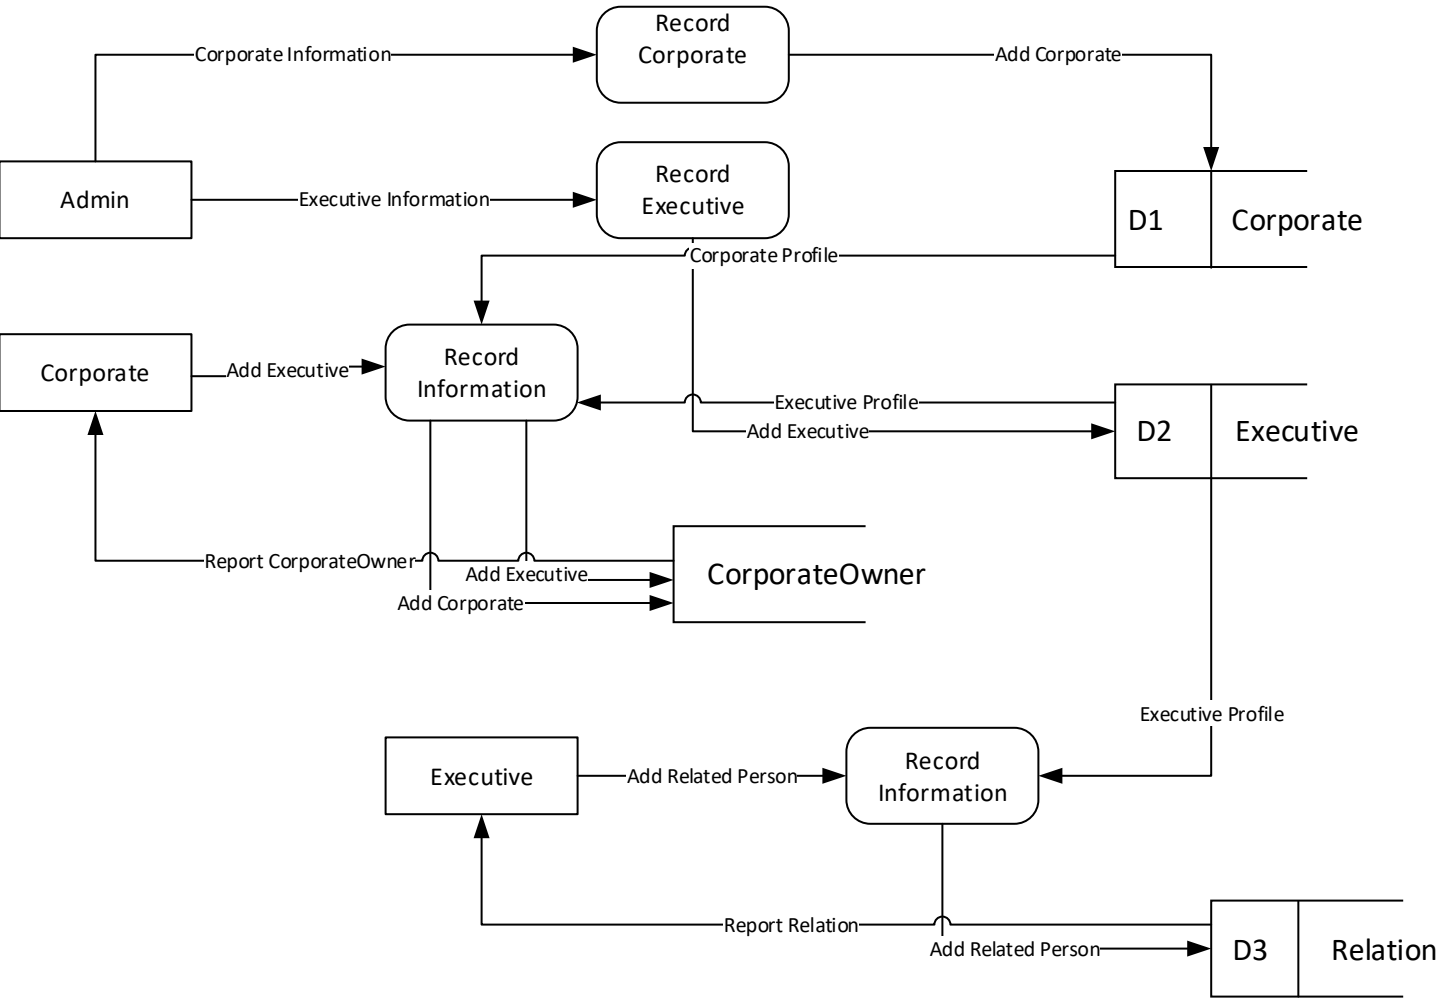 Record
Corporate
Corporate Information
Add Corporate
Record
Executive
Admin
Executive Information
D1
Corporate
Corporate Profile
Record
Information
Corporate
Add Executive
Executive Profile
Add Executive
D2
Executive
Report CorporateOwner
Add Executive
Add Corporate
CorporateOwner
Executive Profile
Executive
Add Related Person
Record
Information
Report Relation
Add Related Person
D3
Relation